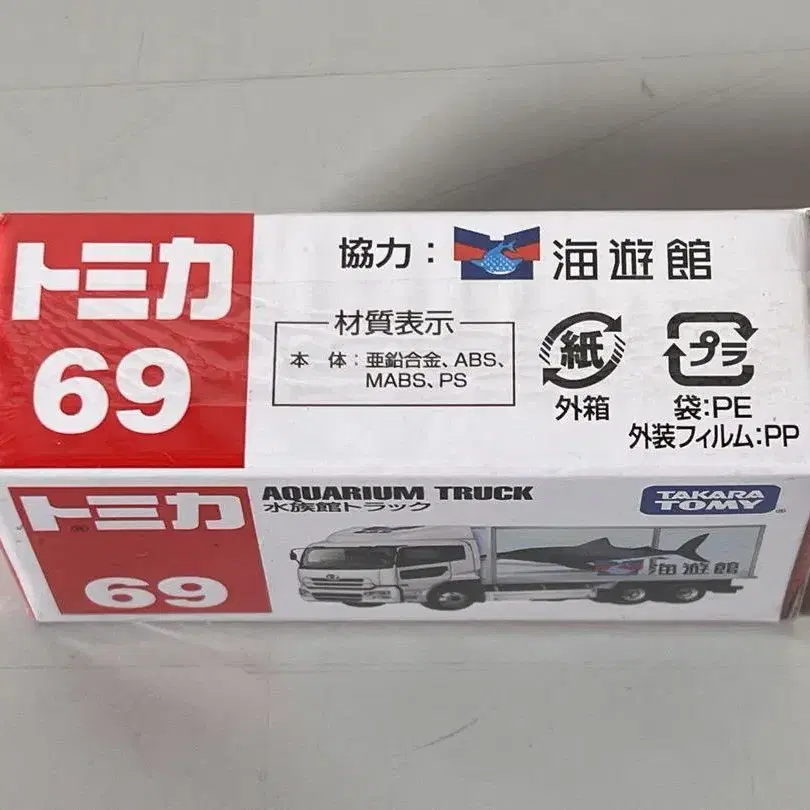 トミカ
69
協力：
海遊館
材質表示
本　体：亜鉛合金、ABS、
MABS、PS
紙
外箱
プラ
袋:PE
外装フィルム:PP
トミカ
69
AQUARIUM TRUCK
水族館トラック
TAKARA
TOMY
海遊館